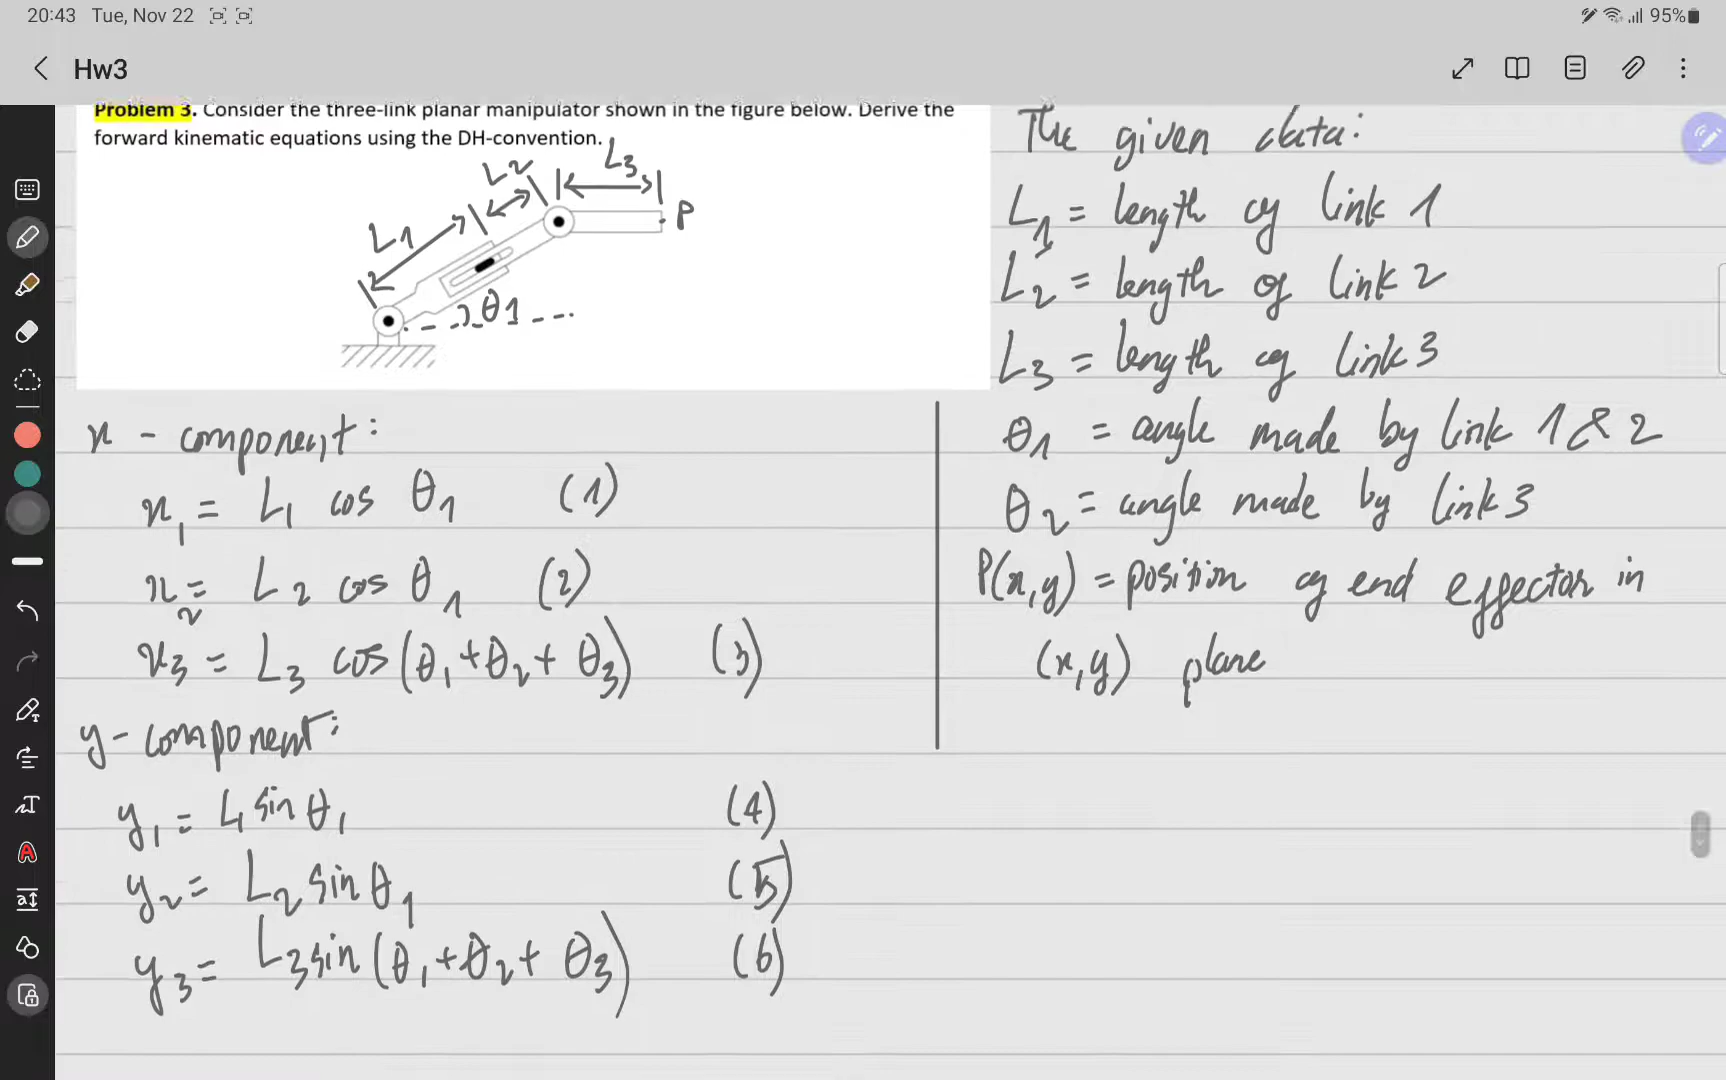 20:43 Tue, Nov 22
95%
Hw3
Problem 3. Consider the three-link planar manipulator shown in the figure below. Derive the
forward kinematic equations using the DH-convention.
L1
L2
L3
P
θ1
x - component:
x1 = L1 cos θ1 (1)
x2 = L2 cos θ1 (2)
x3 = L3 cos(θ1+θ2+ θ3) (3)
y - component:
y1 = L1 sin θ1 (4)
y2 = L2 sin θ1 (5)
y3 = L3 sin(θ1+θ2+ θ3) (6)
The given data:
L1 = length of link 1
L2 = length of link 2
L3 = length of link 3
θ1 = angle made by link 1 & 2
θ2 = angle made by link 3
P(x,y) = position of end effector in
(x,y) plane